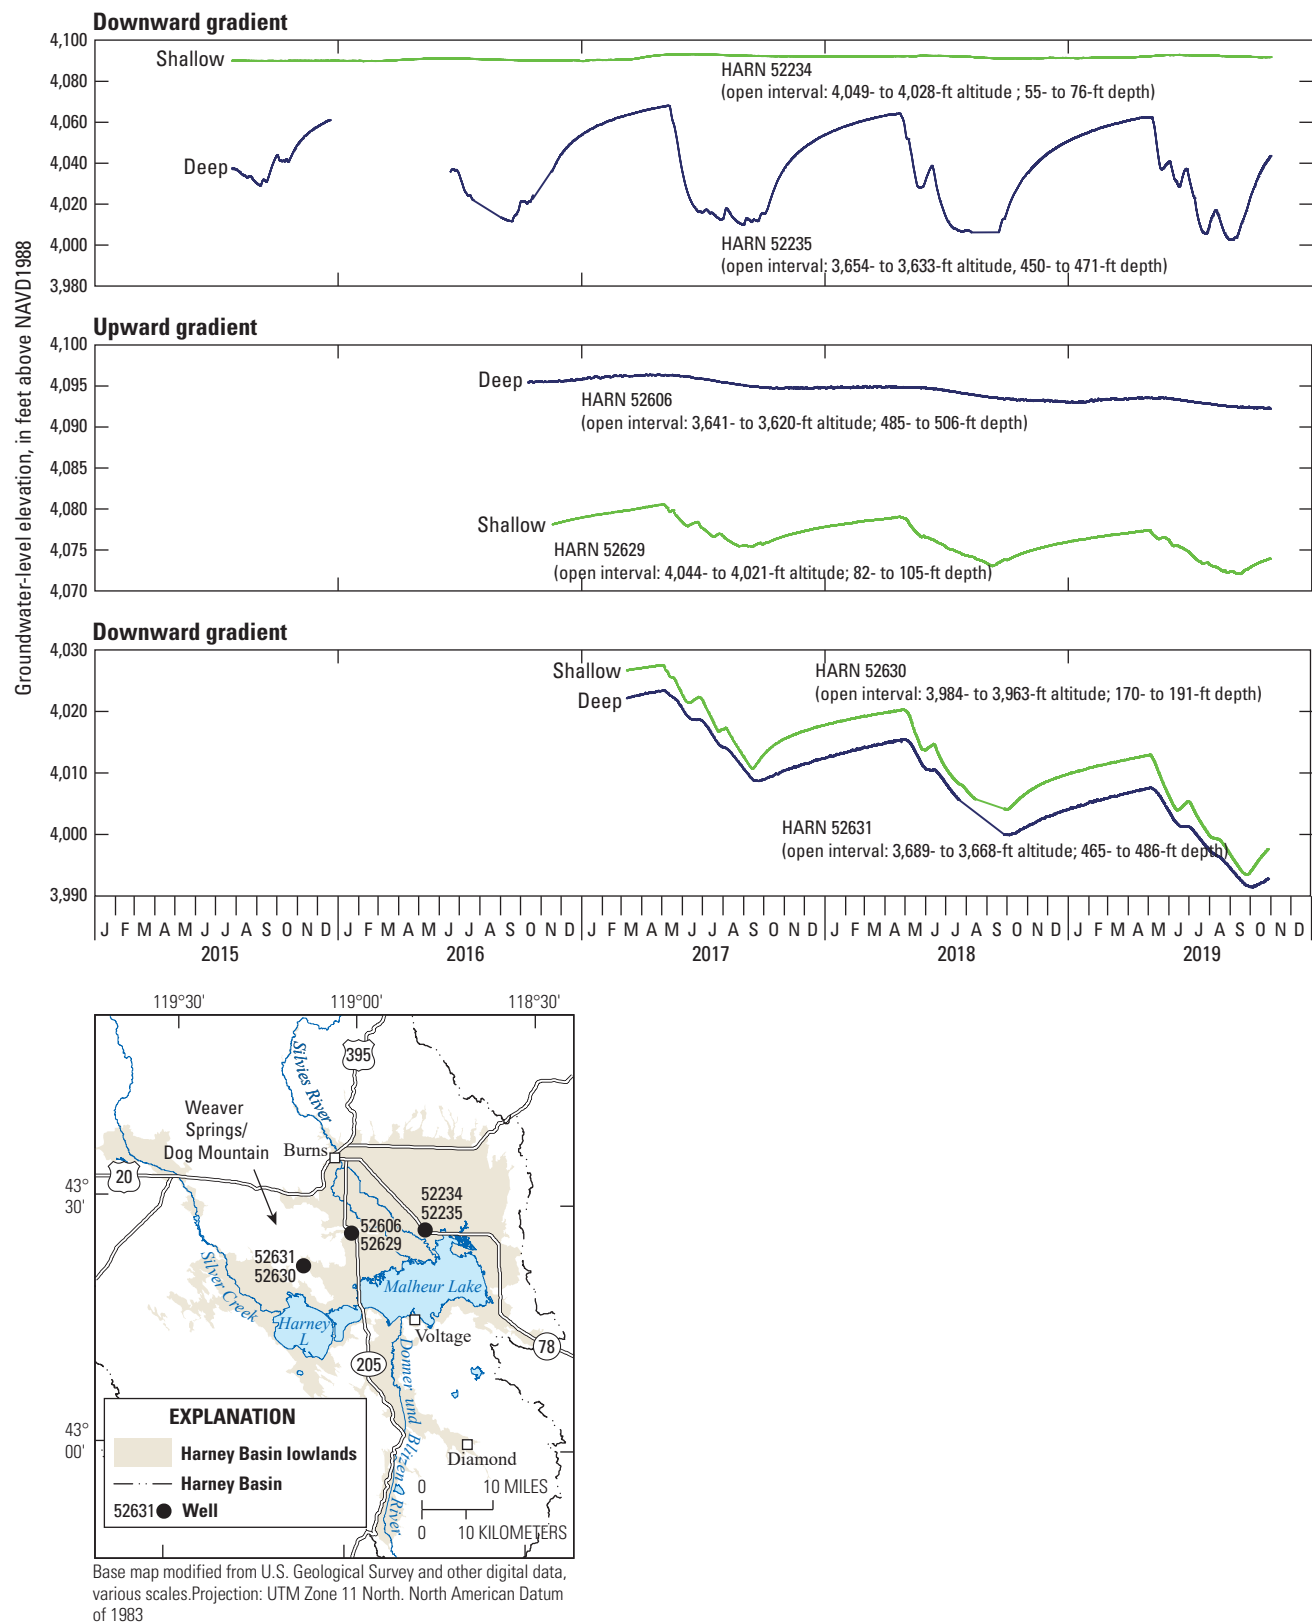 Downward gradient
4,100
4,090
4,080
4,060
4,040
4,020
4,000
3,980
Shallow
HARN 52234
(open interval: 4,049- to 4,028-ft altitude ; 55- to 76-ft depth)
Deep
HARN 52235
(open interval: 3,654- to 3,633-ft altitude, 450- to 471-ft depth)
Groundwater-level elevation, in feet above NAVD1988
Upward gradient
4,100
4,095
4,090
4,085
4,080
4,075
4,070
Deep
HARN 52606
(open interval: 3,641- to 3,620-ft altitude; 485- to 506-ft depth)
Shallow
HARN 52629
(open interval: 4,044- to 4,021-ft altitude; 82- to 105-ft depth)
Downward gradient
4,030
4,020
4,010
4,000
3,990
Shallow
Deep
HARN 52630
(open interval: 3,984- to 3,963-ft altitude; 170- to 191-ft depth)
HARN 52631
(open interval: 3,689- to 3,668-ft altitude; 465- to 486-ft depth)
J F M A M J J A S O N D J F M A M J J A S O N D J F M A M J J A S O N D J F M A M J J A S O N D J F M A M J J A S O N D
2015 2016 2017 2018 2019
119°30' 119°00' 118°30'
43°
30'
43°
00'
395
Silvies River
Weaver
Springs/
Dog Mountain
Burns
20
52234
52235
52606
52629
52631
52630
Silver Creek
Malheur Lake
Harney
L
Voltage
78
205
Donner und Blitzen River
Diamond
EXPLANATION
Harney Basin lowlands
Harney Basin
52631 Well
0 10 MILES
0 10 KILOMETERS
Base map modified from U.S. Geological Survey and other digital data,
various scales.Projection: UTM Zone 11 North. North American Datum
of 1983